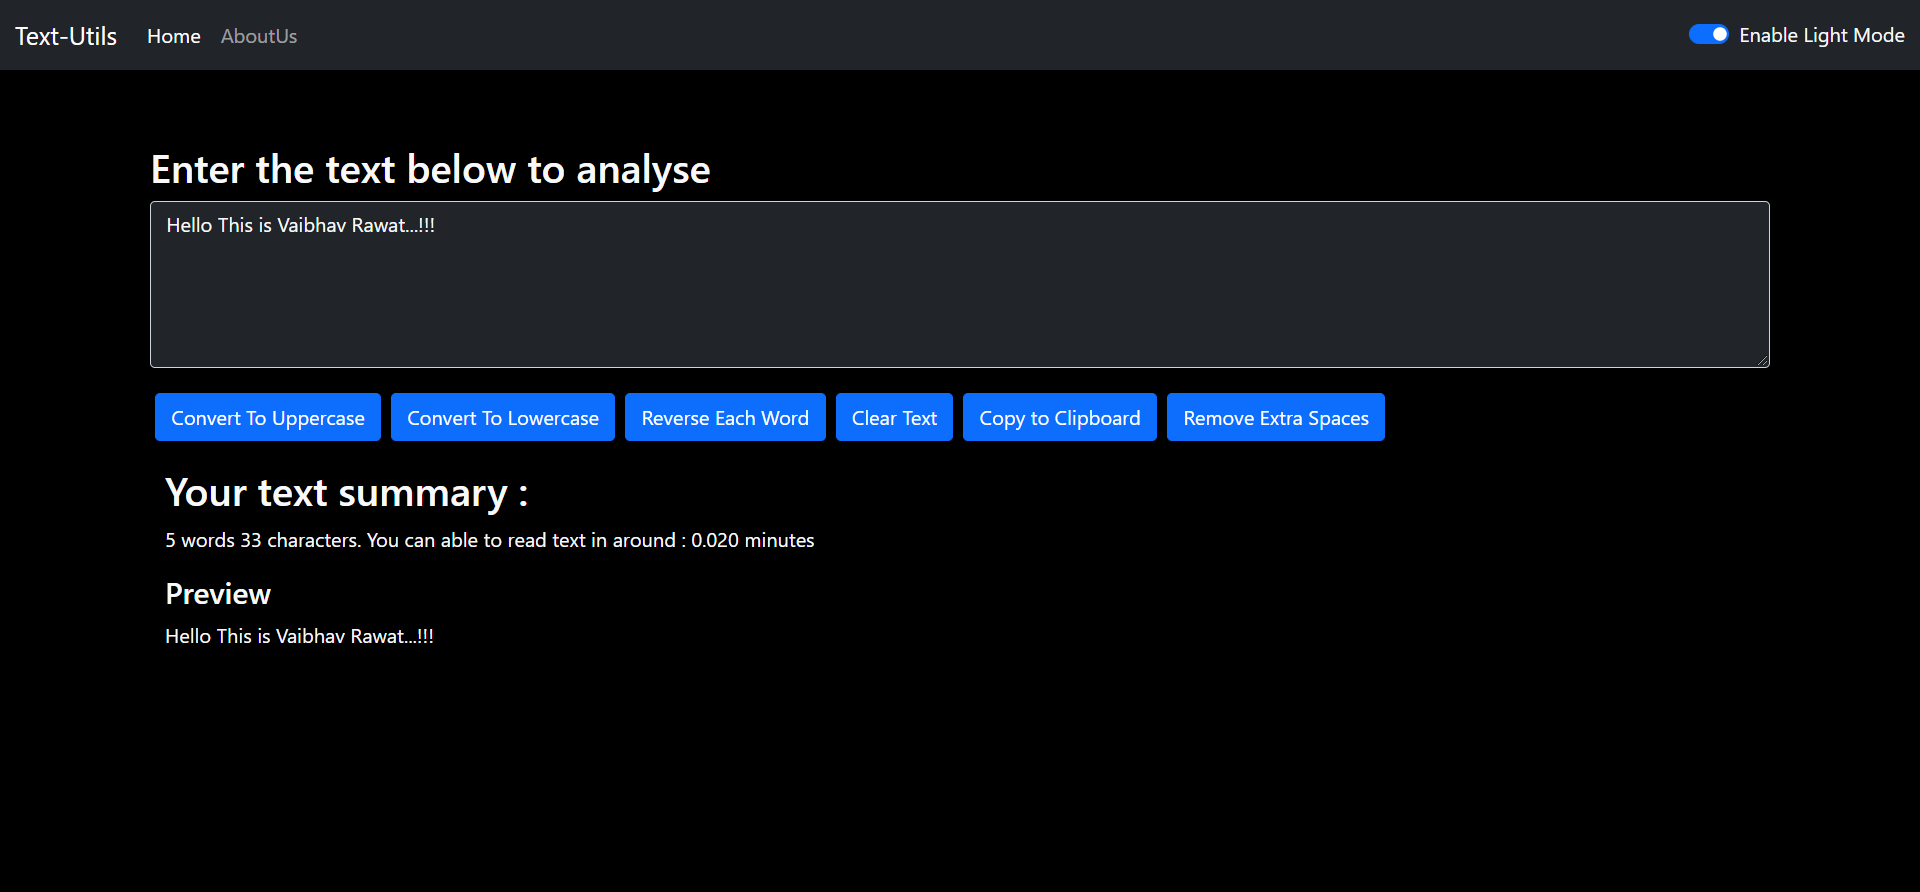 Text-Utils Home AboutUs Enable Light Mode
Enter the text below to analyse
Hello This is Vaibhav Rawat...!!!
Convert To Uppercase Convert To Lowercase Reverse Each Word Clear Text Copy to Clipboard Remove Extra Spaces
Your text summary :
5 words 33 characters. You can able to read text in around : 0.020 minutes
Preview
Hello This is Vaibhav Rawat...!!!